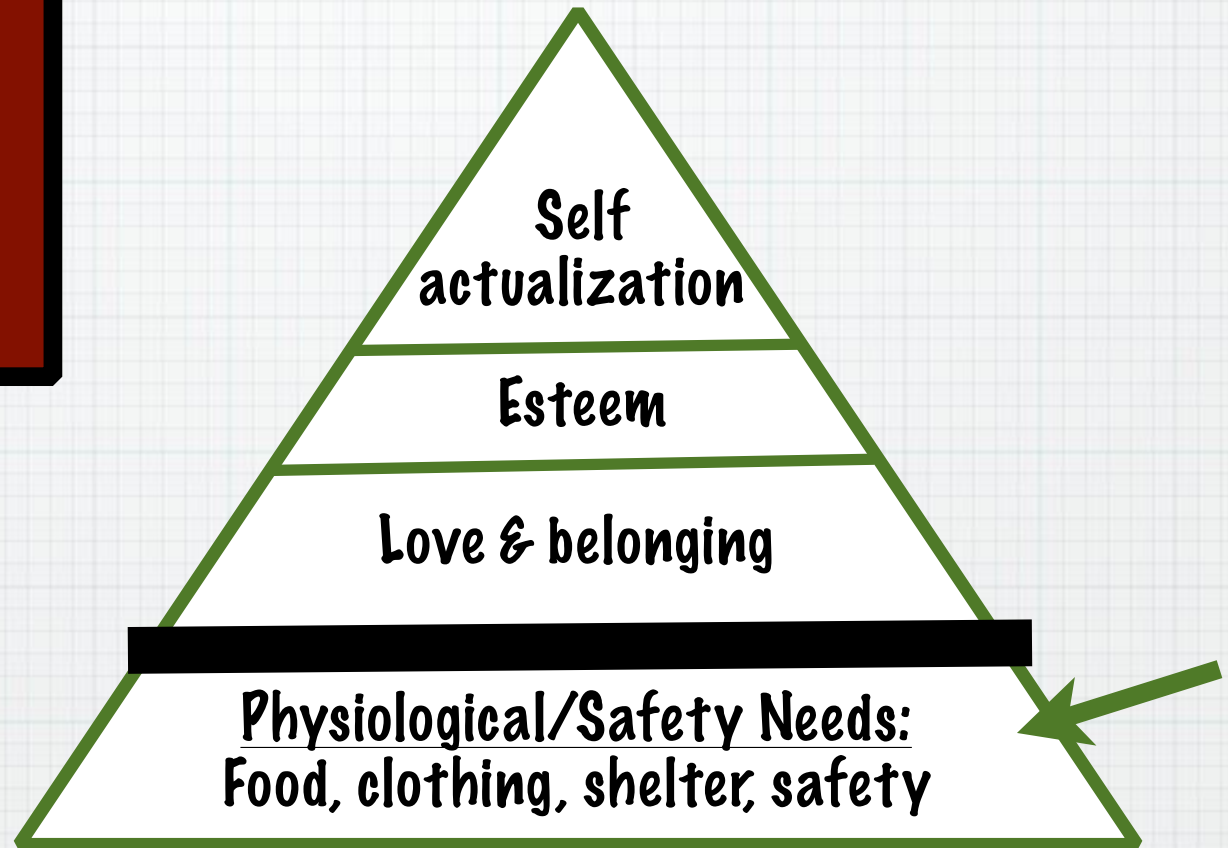 Self
actualization
Esteem
Love & belonging
Physiological/Safety Needs:
Food, clothing, shelter, safety